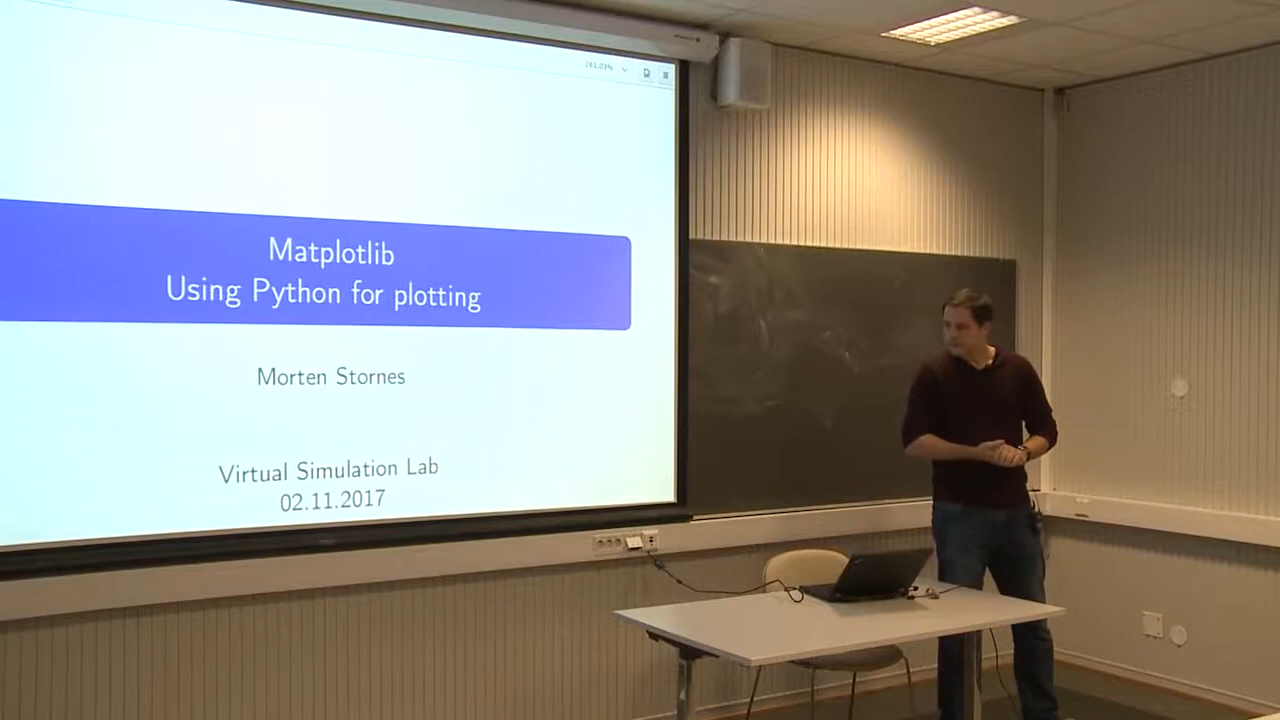 Matplotlib
Using Python for plotting
Morten Stornes
Virtual Simulation Lab
02.11.2017